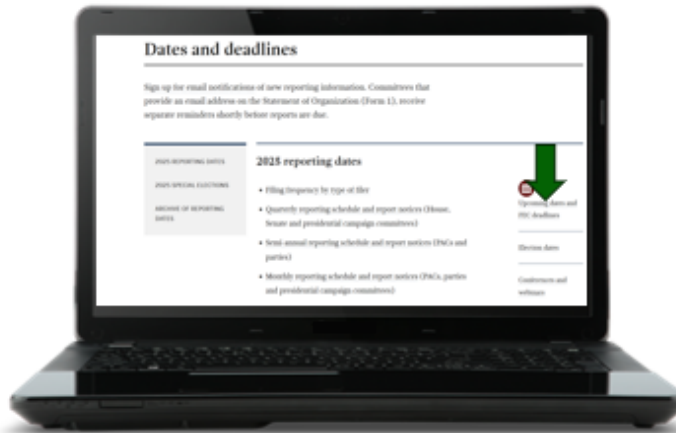 Dates and deadlines
Sign up for email notifications of new reporting information. Committees that
provide an email address on the Statement of Organization (Form 1), receive
separate reminders shortly before reports are due.
2025 REPORTING DATES
2025 SPECIAL ELECTIONS
ARCHIVE OF REPORTING
DATES
2025 reporting dates
• Filing frequency by type of filer
• Quarterly reporting schedule and report notices (House,
Senate and presidential campaign committees)
• Semi-annual reporting schedule and report notices (PACs and
parties)
• Monthly reporting schedule and report notices (PACs, parties
and presidential campaign committees)
Upcoming dates and
FEC deadlines
Election dates
Conferences and
webinars